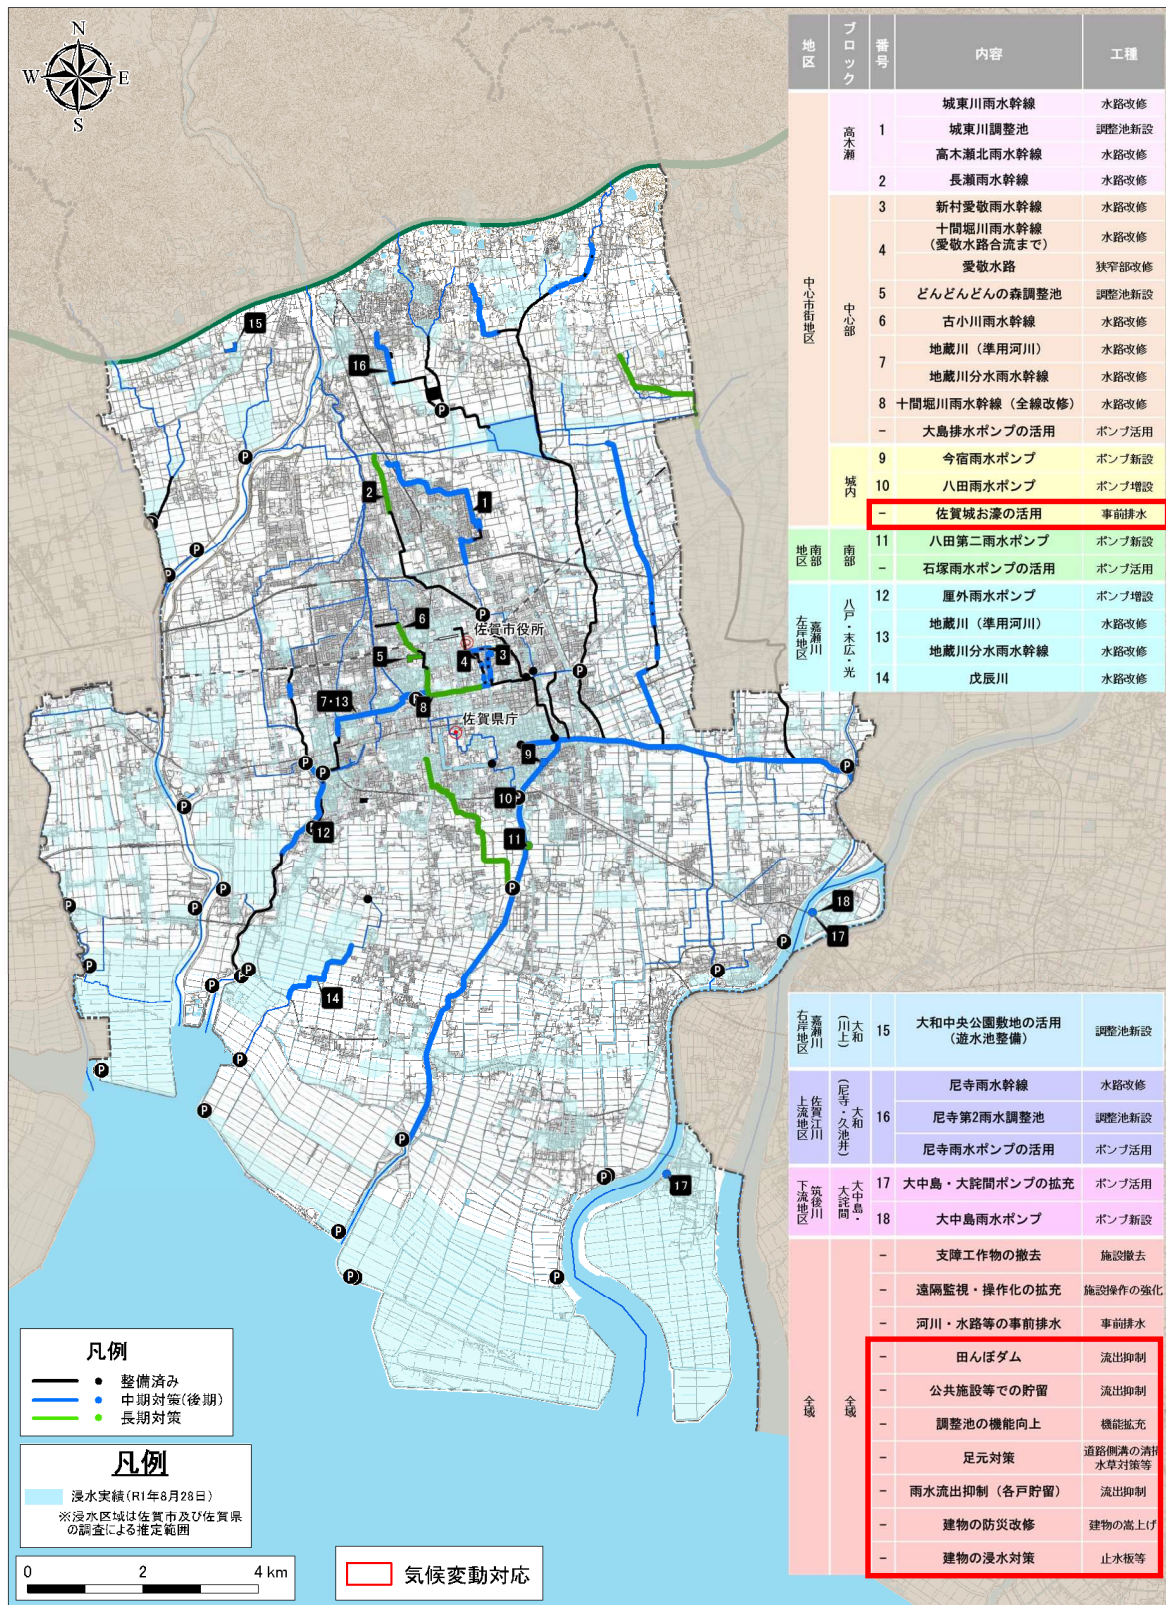 N
W
E
S
地区 ブロック 番号 内容 工種
中心市街地区
高木瀬
1 城東川雨水幹線 水路改修
城東川調整池 調整池新設
高木瀬北雨水幹線 水路改修
2 長瀬雨水幹線 水路改修
中心部
3 新村愛敬雨水幹線 水路改修
4 十間堀川雨水幹線
(愛敬水路合流まで) 水路改修
愛敬水路 狭窄部改修
5 どんどんどんの森調整池 調整池新設
6 古小川雨水幹線 水路改修
7 地蔵川(準用河川) 水路改修
地蔵川分水雨水幹線 水路改修
8 十間堀川雨水幹線(全線改修) 水路改修
- 大島排水ポンプの活用 ポンプ活用
城内
9 今宿雨水ポンプ ポンプ新設
10 八田雨水ポンプ ポンプ増設
- 佐賀城お濠の活用 事前排水
南部地区
南部
11 八田第二雨水ポンプ ポンプ新設
- 石塚雨水ポンプの活用 ポンプ活用
嘉瀬川左岸地区
八戸・末広・光
12 厘外雨水ポンプ ポンプ増設
13 地蔵川(準用河川) 水路改修
地蔵川分水雨水幹線 水路改修
14 戊辰川 水路改修
15
16
P
P
2
1
P
P
P
6
P
佐賀市役所
5
4
3
P
7・13
P
8
佐賀県庁
9
P
P
P
P
10
P
12
P
11
P
P
P
P
18
17
P
P
P
P
P
P
14
P
P
P
P
P
17
P
P
P
嘉瀬川右岸地区
大和(川上)
15 大和中央公園敷地の活用
(遊水池整備) 調整池新設
佐賀江川上流地区
大和(尼寺・久池井)
16 尼寺雨水幹線 水路改修
尼寺第2雨水調整池 調整池新設
尼寺雨水ポンプの活用 ポンプ活用
筑後川下流地区
大中島・大詫間
17 大中島・大詫間ポンプの拡充 ポンプ活用
18 大中島雨水ポンプ ポンプ新設
全域
全域
- 支障工作物の撤去 施設撤去
- 遠隔監視・操作化の拡充 施設操作の強化
- 河川・水路等の事前排水 事前排水
- 田んぼダム 流出抑制
- 公共施設等での貯留 流出抑制
- 調整池の機能向上 機能拡充
- 足元対策 道路側溝の清掃
水草対策等
- 雨水流出抑制(各戸貯留) 流出抑制
- 建物の防災改修 建物の嵩上げ
- 建物の浸水対策 止水板等
凡例
整備済み
中期対策(後期)
長期対策
凡例
浸水実績(R1年8月28日)
※浸水区域は佐賀市及び佐賀県
の調査による推定範囲
0 2 4 km
気候変動対応